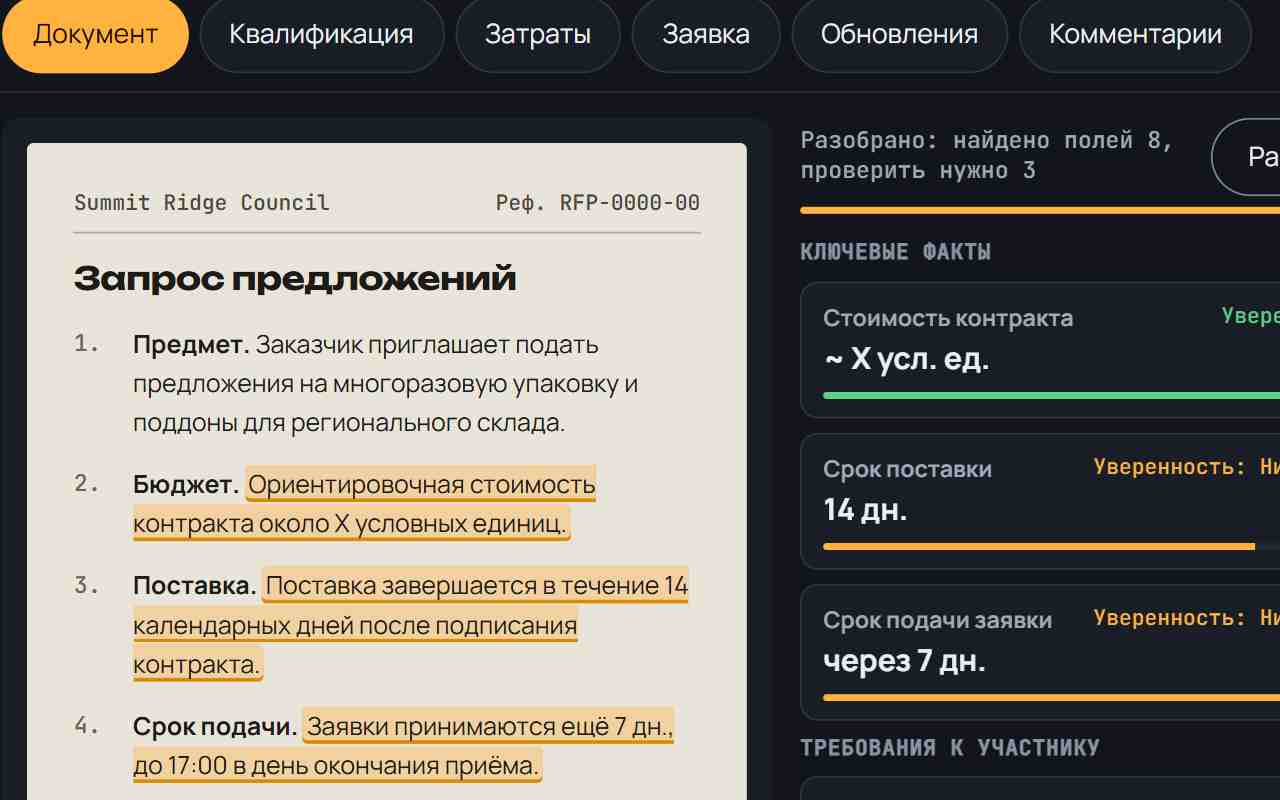 Документ
Квалификация
Затраты
Заявка
Обновления
Комментарии
Summit Ridge Council
Реф. RFP-0000-00
Запрос предложений
1. Предмет. Заказчик приглашает подать
предложения на многоразовую упаковку и
поддоны для регионального склада.
2. Бюджет. Ориентировочная стоимость
контракта около X условных единиц.
3. Поставка. Поставка завершается в течение 14
календарных дней после подписания
контракта.
4. Срок подачи. Заявки принимаются ещё 7 дн.,
до 17:00 в день окончания приёма.
Разобрано: найдено полей 8,
проверить нужно 3
КЛЮЧЕВЫЕ ФАКТЫ
Стоимость контракта
~ X усл. ед.
Срок поставки
Уверенность:
14 дн.
Срок подачи заявки
Уверенность:
через 7 дн.
ТРЕБОВАНИЯ К УЧАСТНИКУ